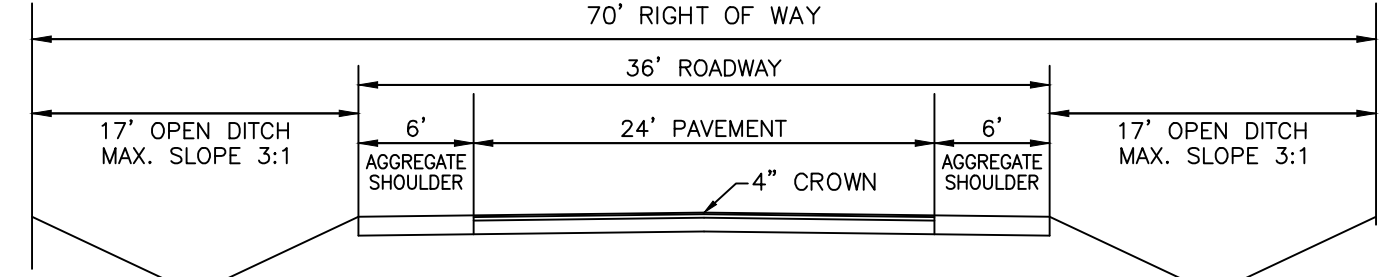 70' RIGHT OF WAY
36' ROADWAY
17' OPEN DITCH
MAX. SLOPE 3:1
6'
AGGREGATE
SHOULDER
24' PAVEMENT
6'
AGGREGATE
SHOULDER
17' OPEN DITCH
MAX. SLOPE 3:1
4" CROWN